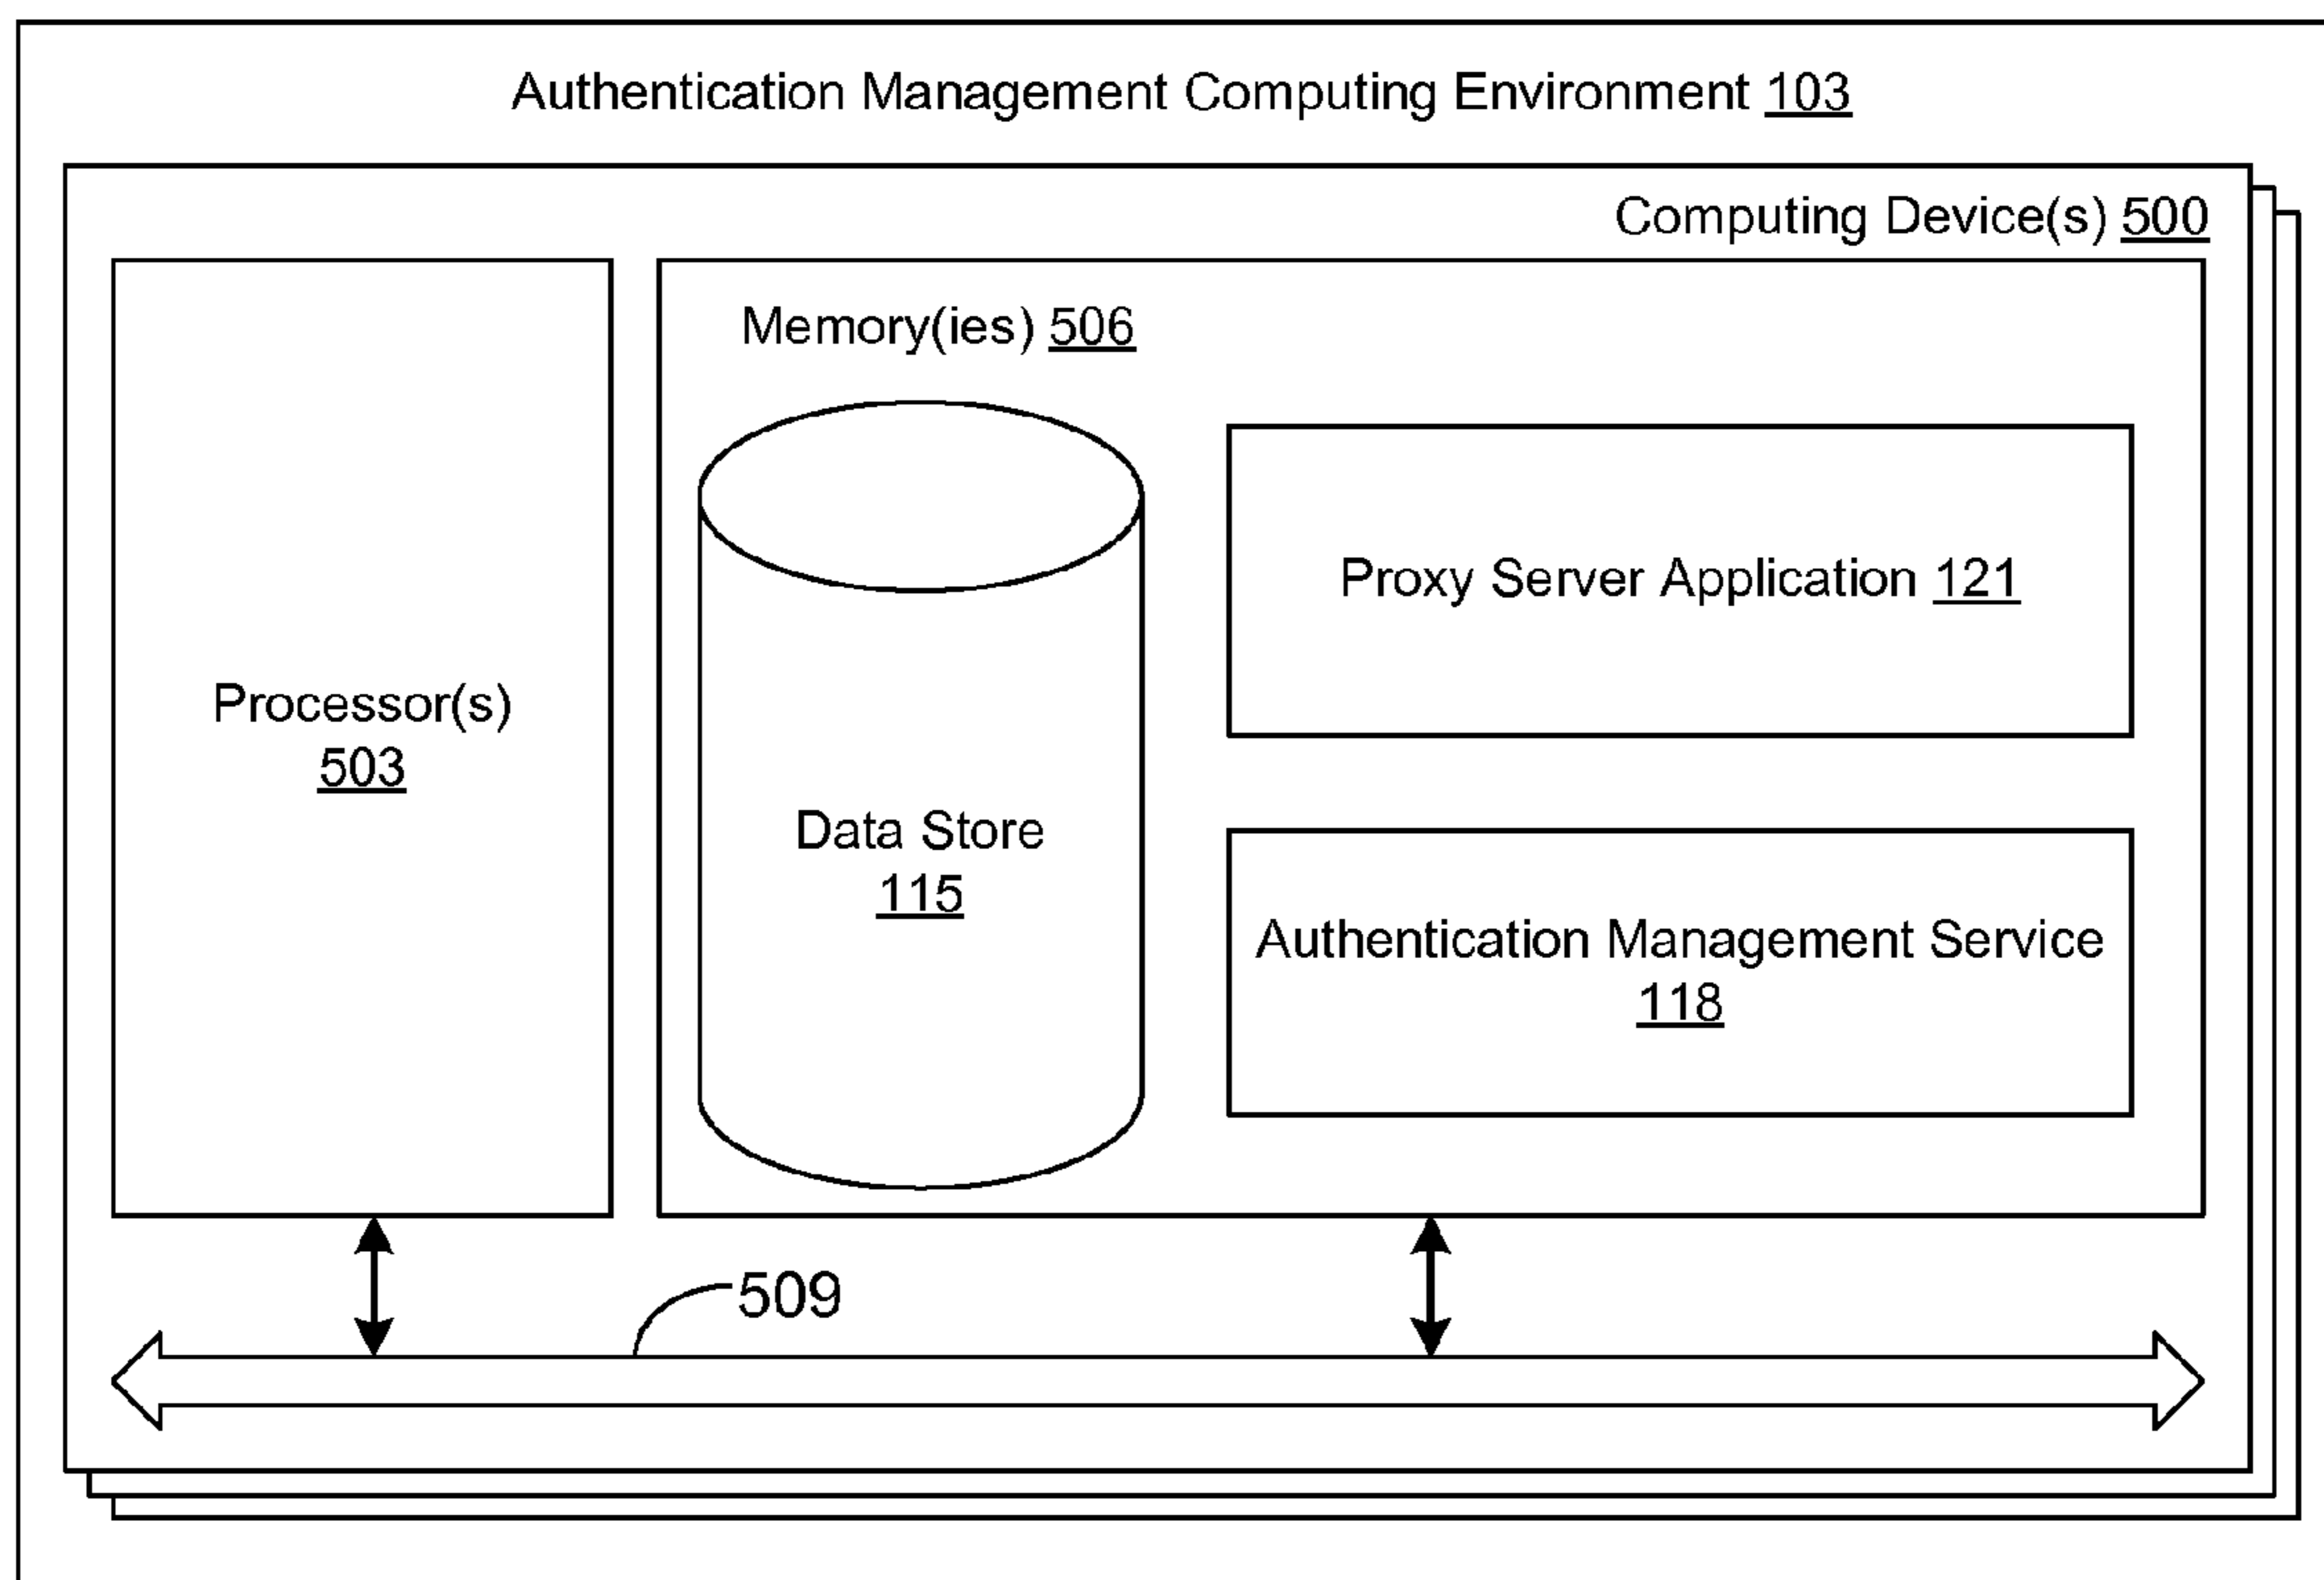 Authentication Management Computing Environment 103
Computing Device(s) 500
Memory(ies) 506
Proxy Server Application 121
Processor(s)
503
Data Store
115
Authentication Management Service
118
509